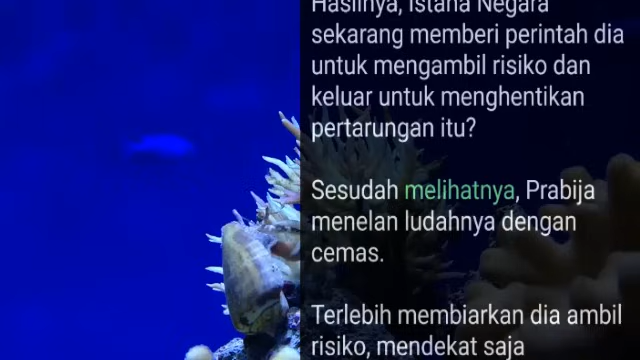 Hasilnya, Istana Negara
sekarang memberi perintah dia
untuk mengambil risiko dan
keluar untuk menghentikan
pertarungan itu?
Sesudah melihatnya, Prabija
menelan ludahnya dengan
cemas.
Terlebih membiarkan dia ambil
risiko, mendekat saja